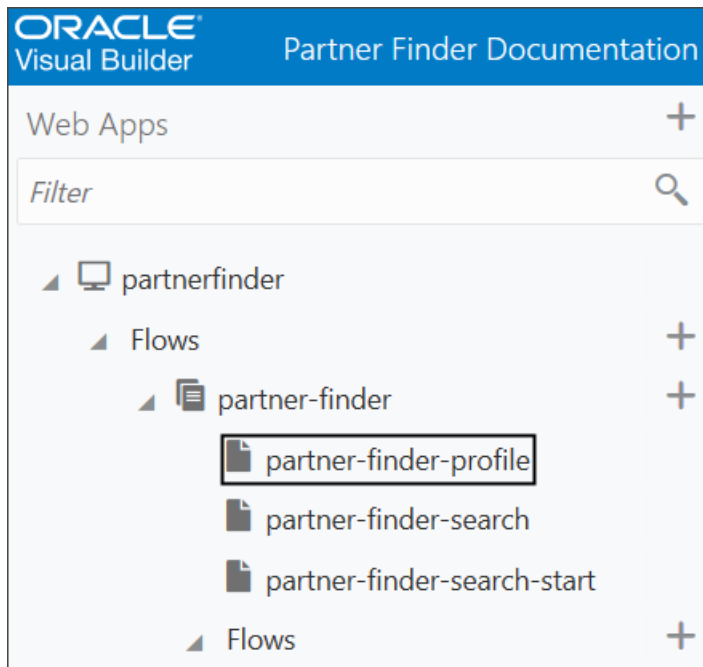 ORACLE
Visual Builder
Partner Finder Documentation
Web Apps
Filter
partnerfinder
Flows
partner-finder
partner-finder-profile
partner-finder-search
partner-finder-search-start
Flows